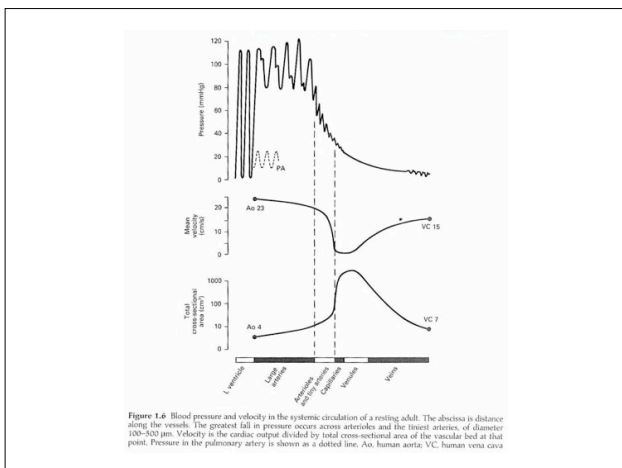 120
100
80
60
40
20
0
Pressure (mmHg)
PA
20
10
0
Mean
velocity
(cm/s)
Ao 23
VC 15
1003
100
10
0
Total
cross-sectional
area (cm²)
Ao 4
VC 7
L ventricle
Large
arteries
Arterioles
and tiny arteries
Capillaries
Venules
Veins
Figure 1.6 Blood pressure and velocity in the systemic circulation of a resting adult. The abscissa is distance
along the vessels. The greatest fall in pressure occurs across arterioles and the tiniest arteries, of diameter
100–500 μm. Velocity is the cardiac output divided by total cross-sectional area of the vascular bed at that
point. Pressure in the pulmonary artery is shown as a dotted line. Ao, human aorta; VC, human vena cava